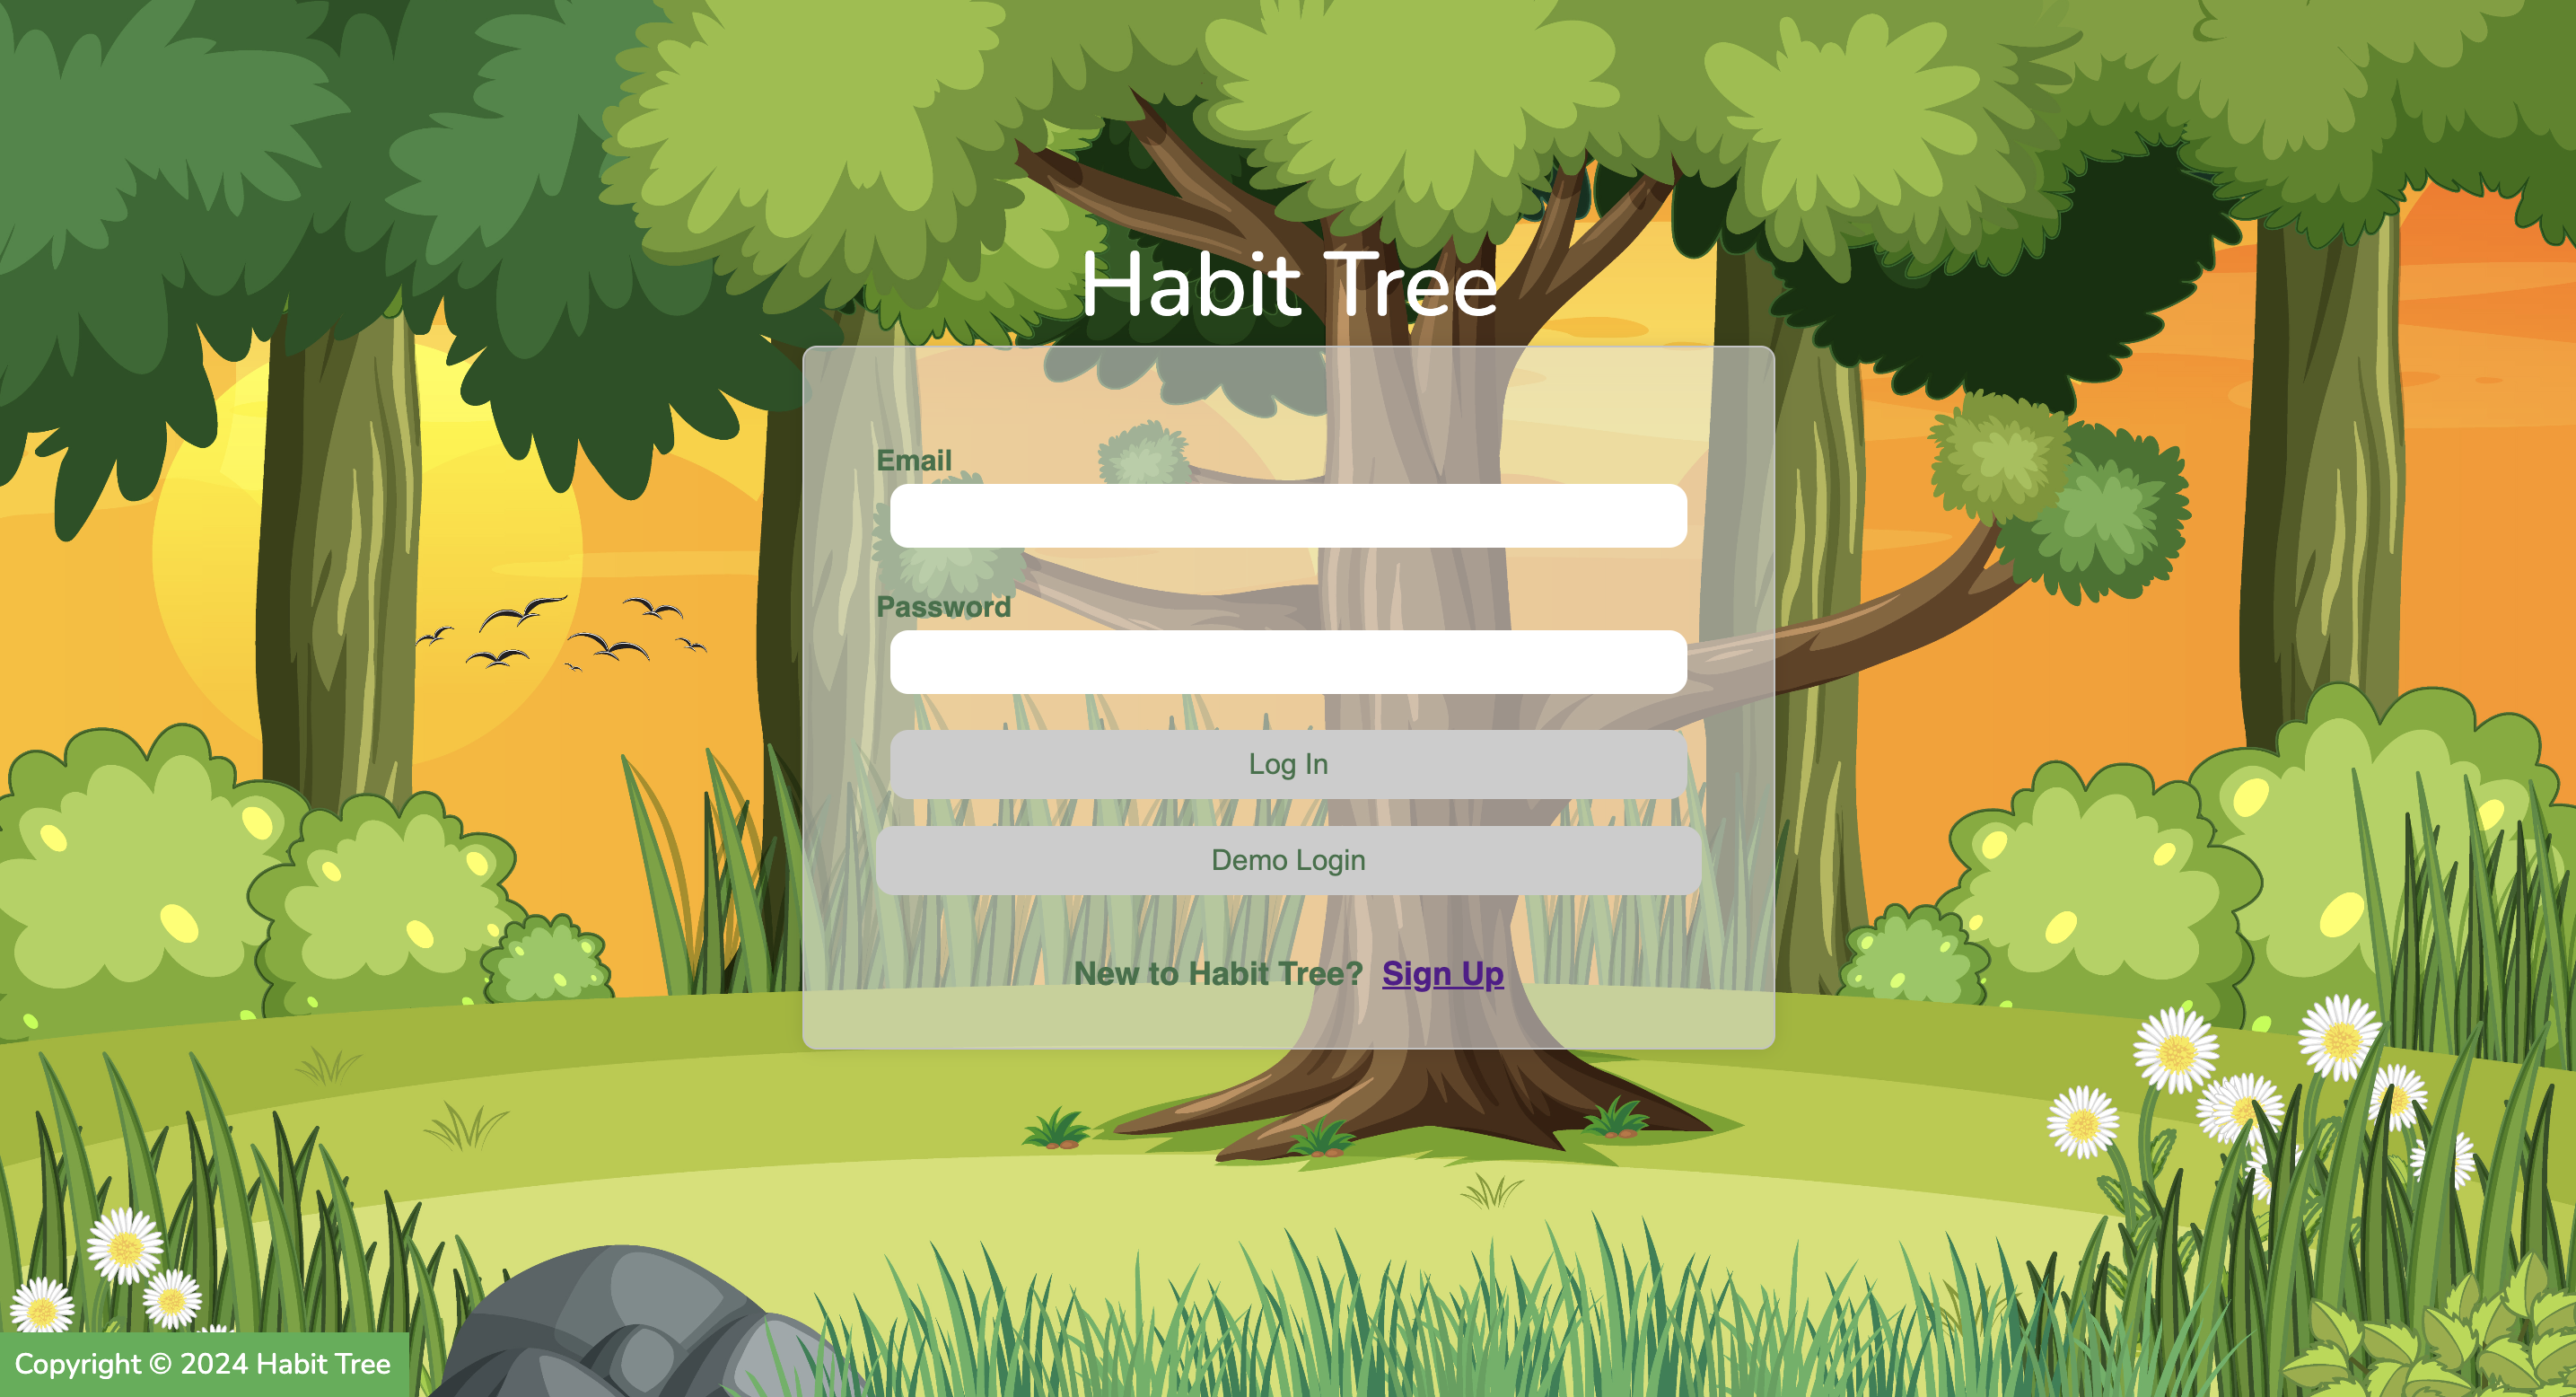 Habit Tree
Email
Password
Log In
Demo Login
New to Habit Tree? Sign Up
Copyright © 2024 Habit Tree